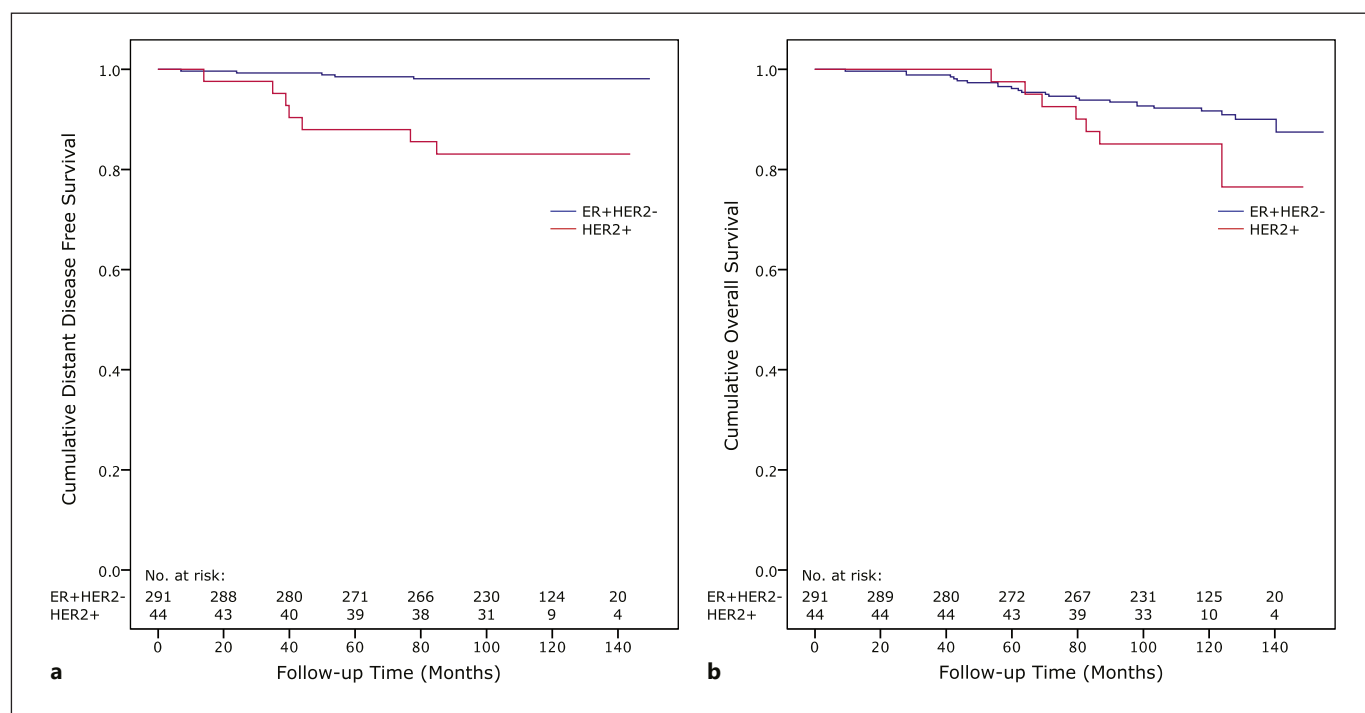 Cumulative Distant Disease Free Survival
1.0
0.8
0.6
0.4
0.2
0.0
ER+HER2-
HER2+
No. at risk:
ER+HER2- 291 288 280 271 266 230 124 20
HER2+ 44 43 40 39 38 31 9 4
0 20 40 60 80 100 120 140
Follow-up Time (Months)
a
Cumulative Overall Survival
1.0
0.8
0.6
0.4
0.2
0.0
ER+HER2-
HER2+
No. at risk:
ER+HER2- 291 289 280 272 267 231 125 20
HER2+ 44 44 44 43 39 33 10 4
0 20 40 60 80 100 120 140
Follow-up Time (Months)
b